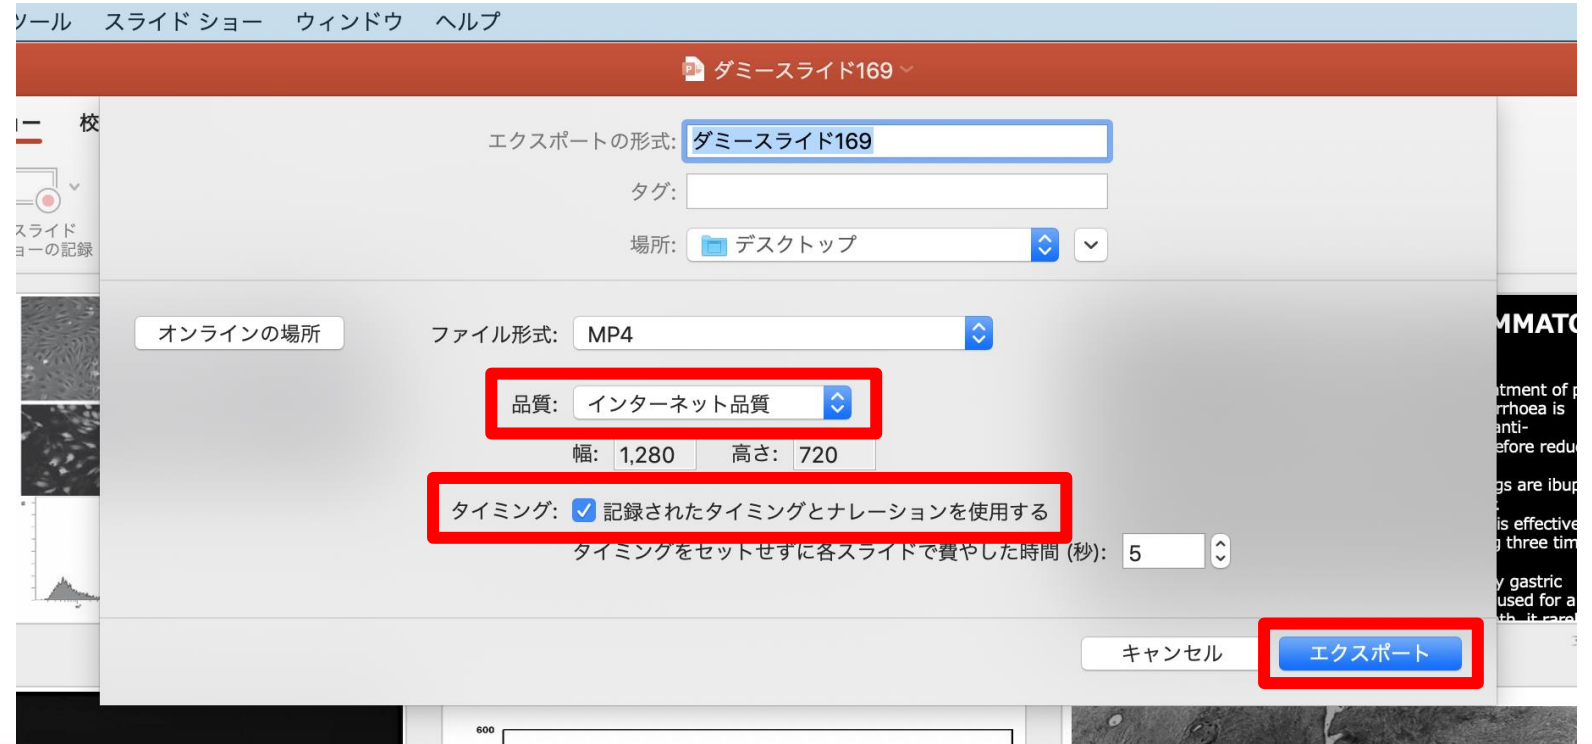 ツール スライド ショー ウィンドウ ヘルプ
ダミースライド169
ー 校
エクスポートの形式: ダミースライド169
タグ:
スライド
ョーの記録
場所: デスクトップ
オンラインの場所 ファイル形式: MP4
品質: インターネット品質
幅: 1,280 高さ: 720
タイミング: 記録されたタイミングとナレーションを使用する
タイミングをセットせずに各スライドで費やした時間 (秒): 5
キャンセル エクスポート
MMATO
tment of p
rrhoea is
anti-
efore redu
gs are ibup
is effective
three tim
y gastric
used for a
th, it rarel
600